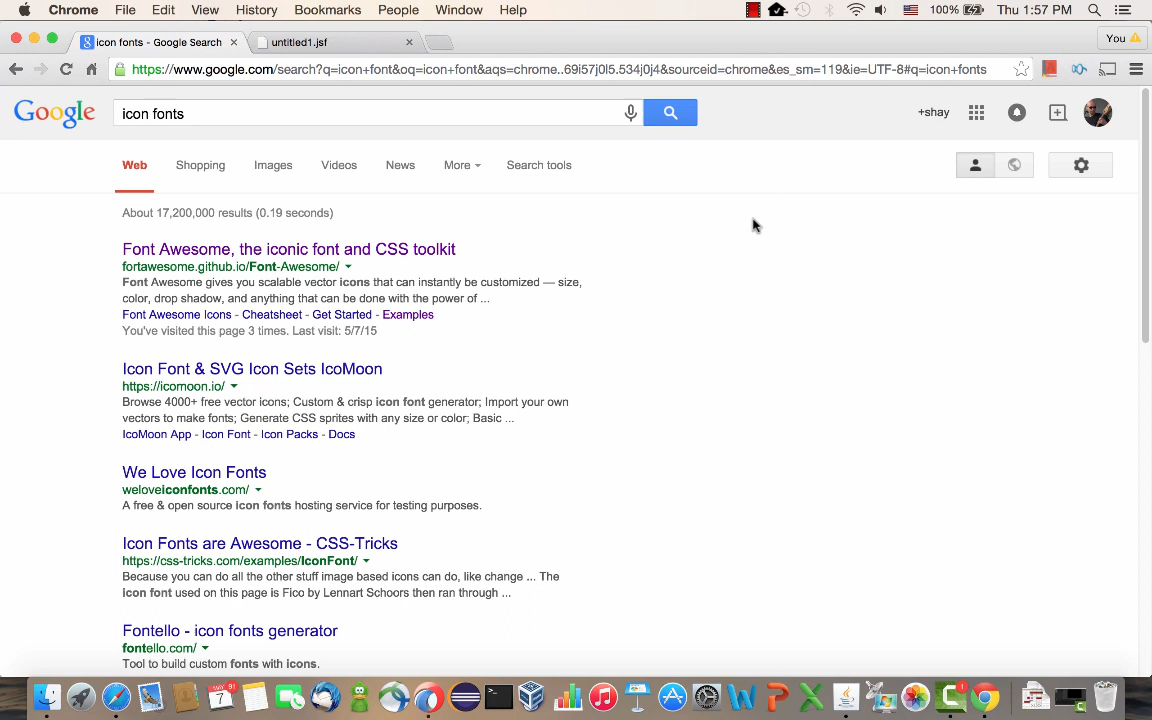 Chrome File Edit View History Bookmarks People Window Help 100% Thu 1:57 PM
icon fonts - Google Search untitled1.jsf You
https://www.google.com/search?q=icon+font&oq=icon+font&aqs=chrome..69i57j0l5.534j0j4&sourceid=chrome&es_sm=119&ie=UTF-8#q=icon+fonts
Google icon fonts +shay
Web Shopping Images Videos News More Search tools
About 17,200,000 results (0.19 seconds)
Font Awesome, the iconic font and CSS toolkit
fortawesome.github.io/Font-Awesome/
Font Awesome gives you scalable vector icons that can instantly be customized — size,
color, drop shadow, and anything that can be done with the power of ...
Font Awesome Icons - Cheatsheet - Get Started - Examples
You've visited this page 3 times. Last visit: 5/7/15
Icon Font & SVG Icon Sets IcoMoon
https://icomoon.io/
Browse 4000+ free vector icons; Custom & crisp icon font generator; Import your own
vectors to make fonts; Generate CSS sprites with any size or color; Basic ...
IcoMoon App - Icon Font - Icon Packs - Docs
We Love Icon Fonts
weloveiconfonts.com/
A free & open source icon fonts hosting service for testing purposes.
Icon Fonts are Awesome - CSS-Tricks
https://css-tricks.com/examples/IconFont/
Because you can do all the other stuff image based icons can do, like change ... The
icon font used on this page is Fico by Lennart Schoors then ran through ...
Fontello - icon fonts generator
fontello.com/
Tool to build custom fonts with icons.
7 91 W P X 1